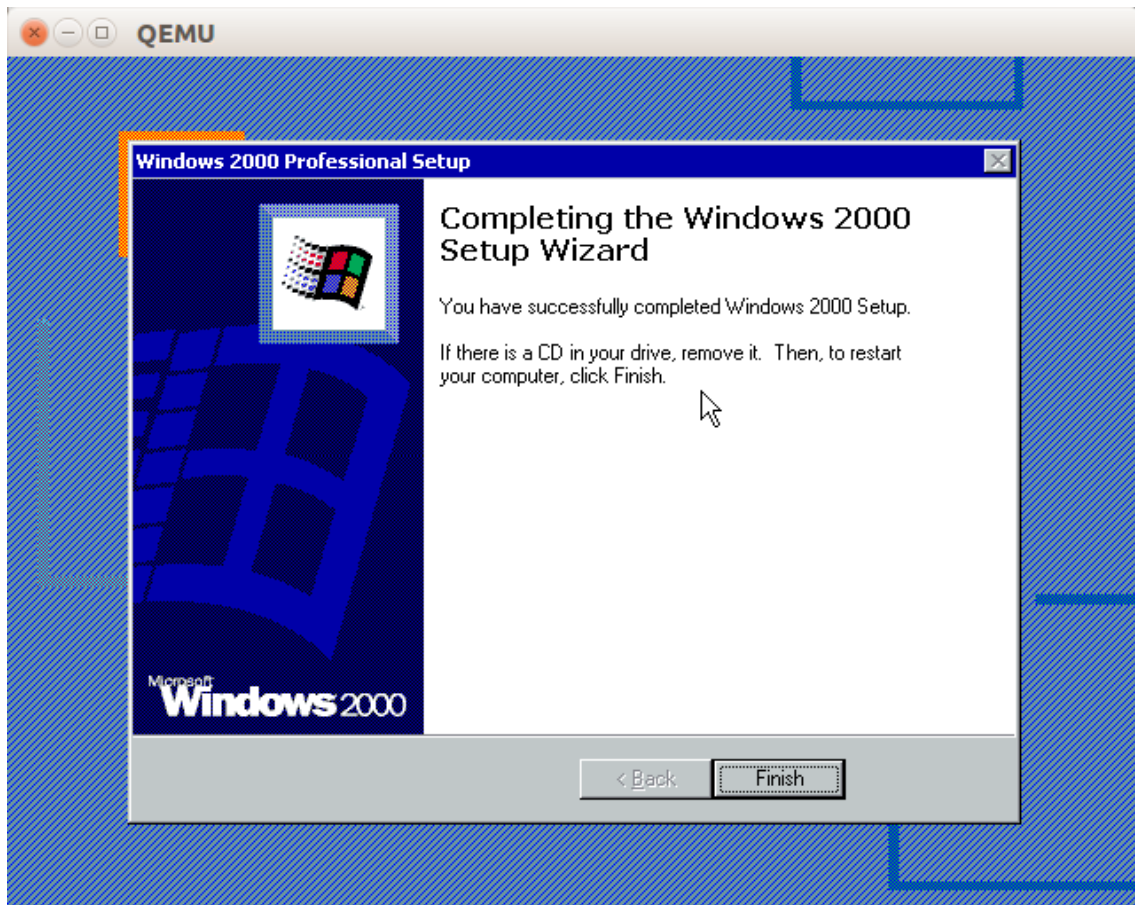 QEMU
Windows 2000 Professional Setup
Completing the Windows 2000
Setup Wizard
You have successfully completed Windows 2000 Setup.
If there is a CD in your drive, remove it. Then, to restart
your computer, click Finish.
Microsoft
Windows 2000
< Back
Finish